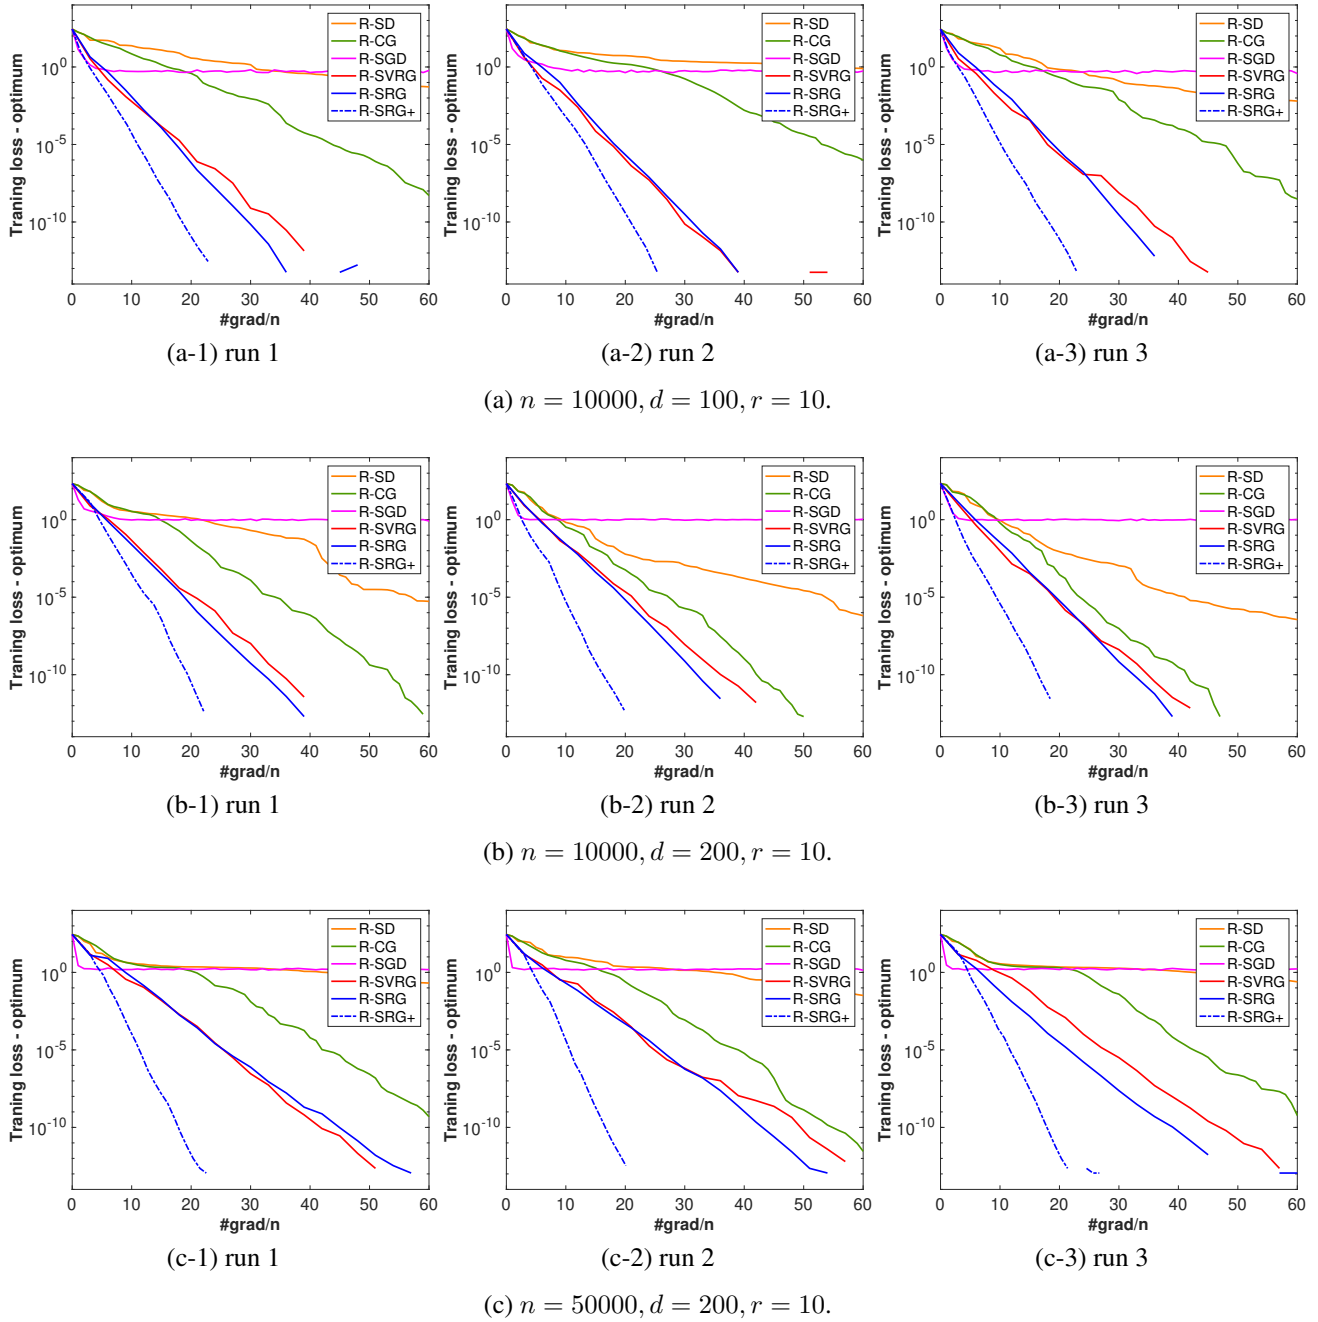 R-SD
R-CG
R-SGD
R-SVRG
R-SRG
R-SRG+
10^0
10^-5
10^-10
Traning loss - optimum
0 10 20 30 40 50 60
#grad/n
(a-1) run 1
R-SD
R-CG
R-SGD
R-SVRG
R-SRG
R-SRG+
10^0
10^-5
10^-10
Traning loss - optimum
0 10 20 30 40 50 60
#grad/n
(a-2) run 2
R-SD
R-CG
R-SGD
R-SVRG
R-SRG
R-SRG+
10^0
10^-5
10^-10
Traning loss - optimum
0 10 20 30 40 50 60
#grad/n
(a-3) run 3
(a) n = 10000, d = 100, r = 10.
R-SD
R-CG
R-SGD
R-SVRG
R-SRG
R-SRG+
10^0
10^-5
10^-10
Traning loss - optimum
0 10 20 30 40 50 60
#grad/n
(b-1) run 1
R-SD
R-CG
R-SGD
R-SVRG
R-SRG
R-SRG+
10^0
10^-5
10^-10
Traning loss - optimum
0 10 20 30 40 50 60
#grad/n
(b-2) run 2
R-SD
R-CG
R-SGD
R-SVRG
R-SRG
R-SRG+
10^0
10^-5
10^-10
Traning loss - optimum
0 10 20 30 40 50 60
#grad/n
(b-3) run 3
(b) n = 10000, d = 200, r = 10.
R-SD
R-CG
R-SGD
R-SVRG
R-SRG
R-SRG+
10^0
10^-5
10^-10
Traning loss - optimum
0 10 20 30 40 50 60
#grad/n
(c-1) run 1
R-SD
R-CG
R-SGD
R-SVRG
R-SRG
R-SRG+
10^0
10^-5
10^-10
Traning loss - optimum
0 10 20 30 40 50 60
#grad/n
(c-2) run 2
R-SD
R-CG
R-SGD
R-SVRG
R-SRG
R-SRG+
10^0
10^-5
10^-10
Traning loss - optimum
0 10 20 30 40 50 60
#grad/n
(c-3) run 3
(c) n = 50000, d = 200, r = 10.